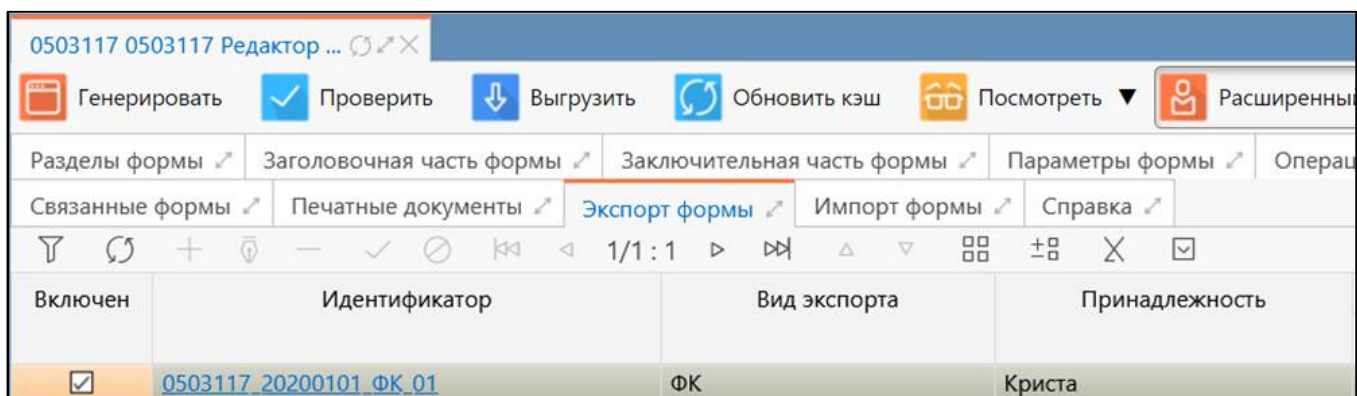 0503117 0503117 Редактор ...
Генерировать Проверить Выгрузить Обновить кэш Посмотреть ▼ Расширенны
Разделы формы Заголовочная часть формы Заключительная часть формы Параметры формы Операц
Связанные формы Печатные документы Экспорт формы Импорт формы Справка
1/1 : 1
Включен Идентификатор Вид экспорта Принадлежность
0503117_20200101_ФК_01 ФК Криста